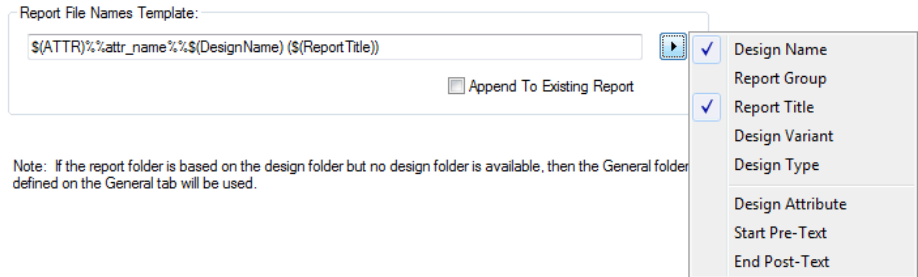 Report File Names Template:
$(ATTR)%%attr_name%%$(DesignName) ($(ReportTitle))
Append To Existing Report
Design Name
Report Group
Report Title
Design Variant
Design Type
Design Attribute
Start Pre-Text
End Post-Text
Note: If the report folder is based on the design folder but no design folder is available, then the General folder
defined on the General tab will be used.